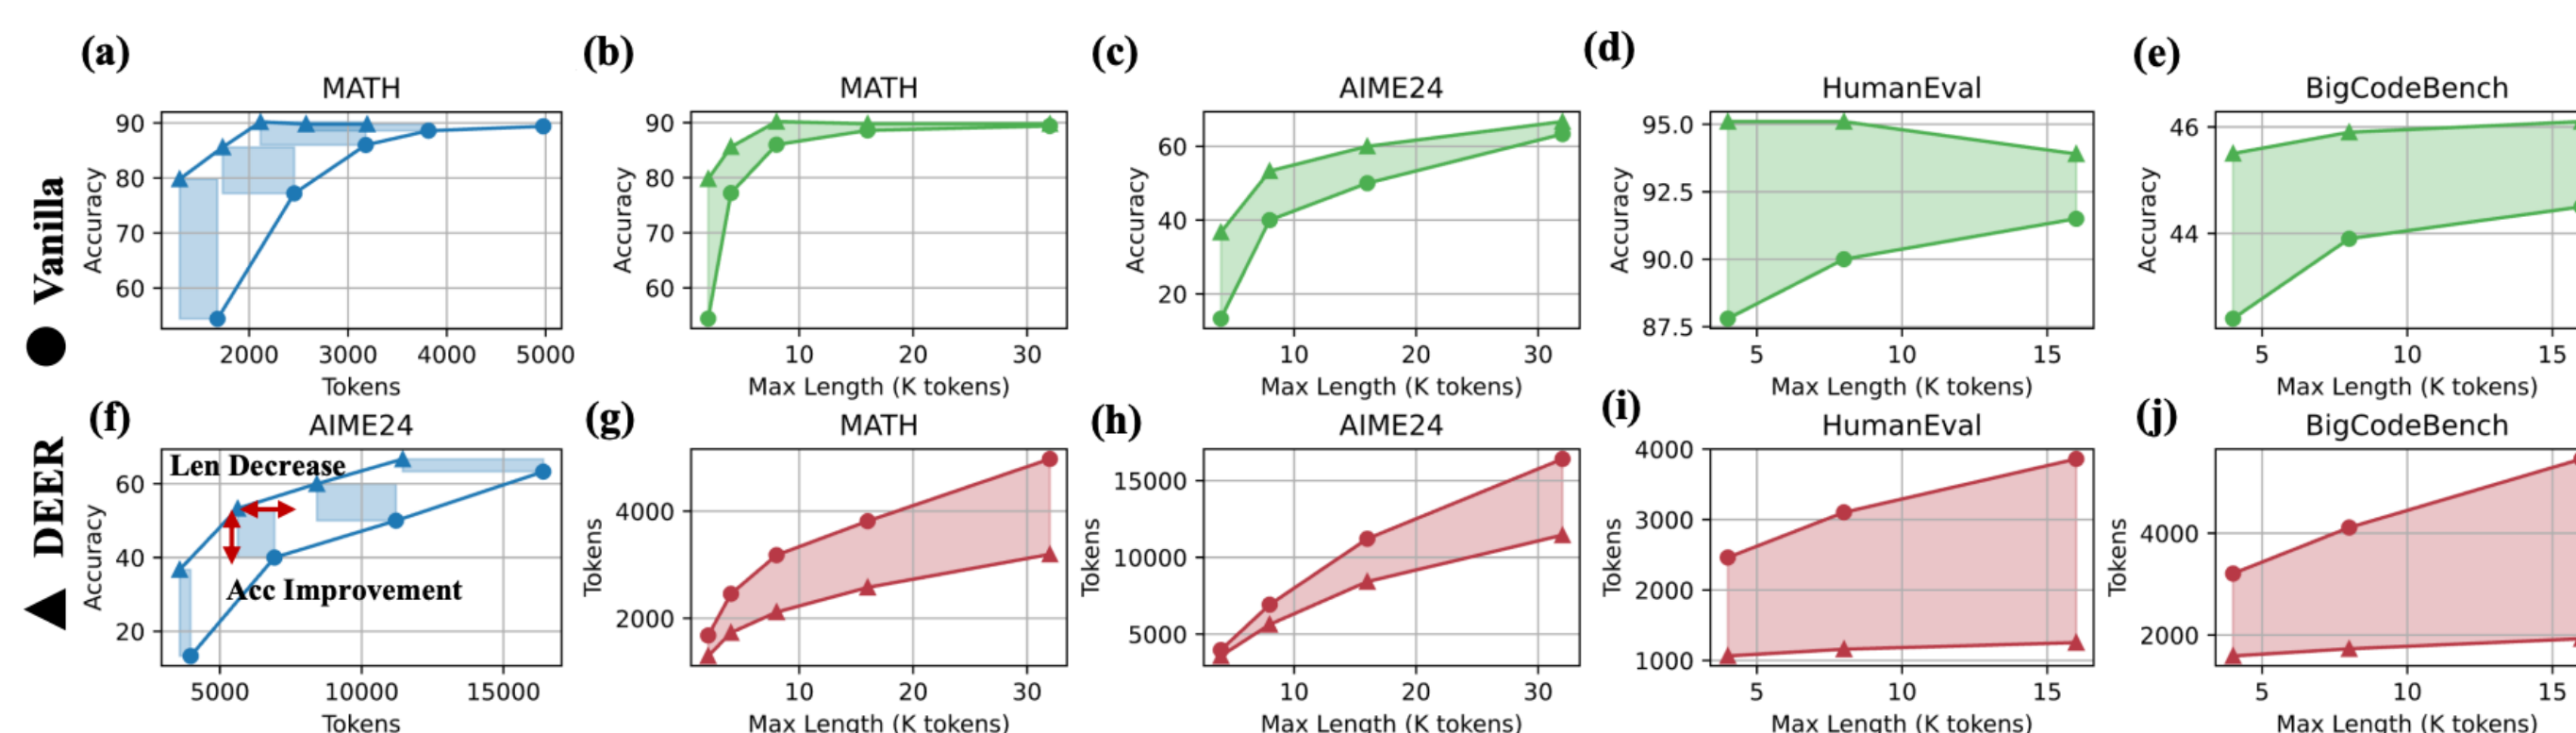 (a)
MATH
90
80
70
60
Accuracy
2000 3000 4000 5000
Tokens
(b)
MATH
90
80
70
60
Accuracy
10 20 30
Max Length (K tokens)
(c)
AIME24
60
40
20
Accuracy
10 20 30
Max Length (K tokens)
(d)
HumanEval
95.0
92.5
90.0
87.5
Accuracy
5 10 15
Max Length (K tokens)
(e)
BigCodeBench
46
44
Accuracy
5 10 15
Max Length (K tokens)
Vanilla
DEER
(f)
AIME24
Len Decrease
Acc Improvement
60
40
20
Accuracy
5000 10000 15000
Tokens
(g)
MATH
4000
2000
Tokens
10 20 30
Max Length (K tokens)
(h)
AIME24
15000
10000
5000
Tokens
10 20 30
Max Length (K tokens)
(i)
HumanEval
4000
3000
2000
1000
Tokens
5 10 15
Max Length (K tokens)
(j)
BigCodeBench
4000
2000
Tokens
5 10 15
Max Length (K tokens)